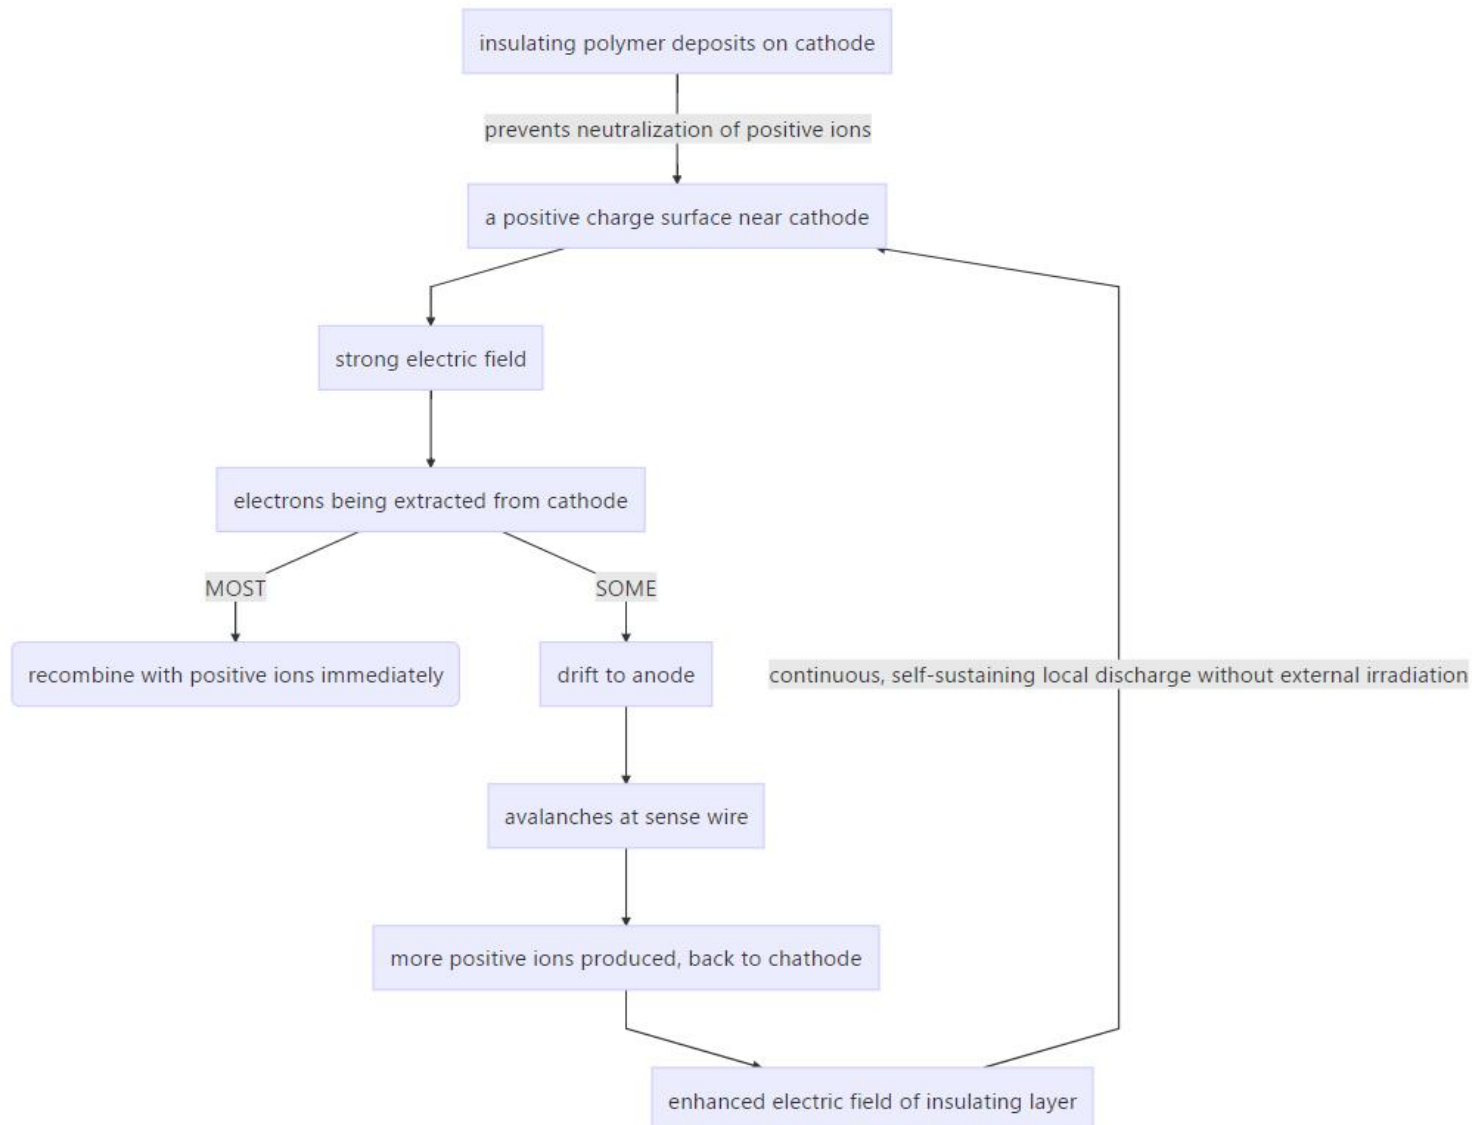 insulating polymer deposits on cathode
prevents neutralization of positive ions
a positive charge surface near cathode
strong electric field
electrons being extracted from cathode
MOST
SOME
recombine with positive ions immediately
drift to anode
continuous, self-sustaining local discharge without external irradiation
avalanches at sense wire
more positive ions produced, back to chathode
enhanced electric field of insulating layer